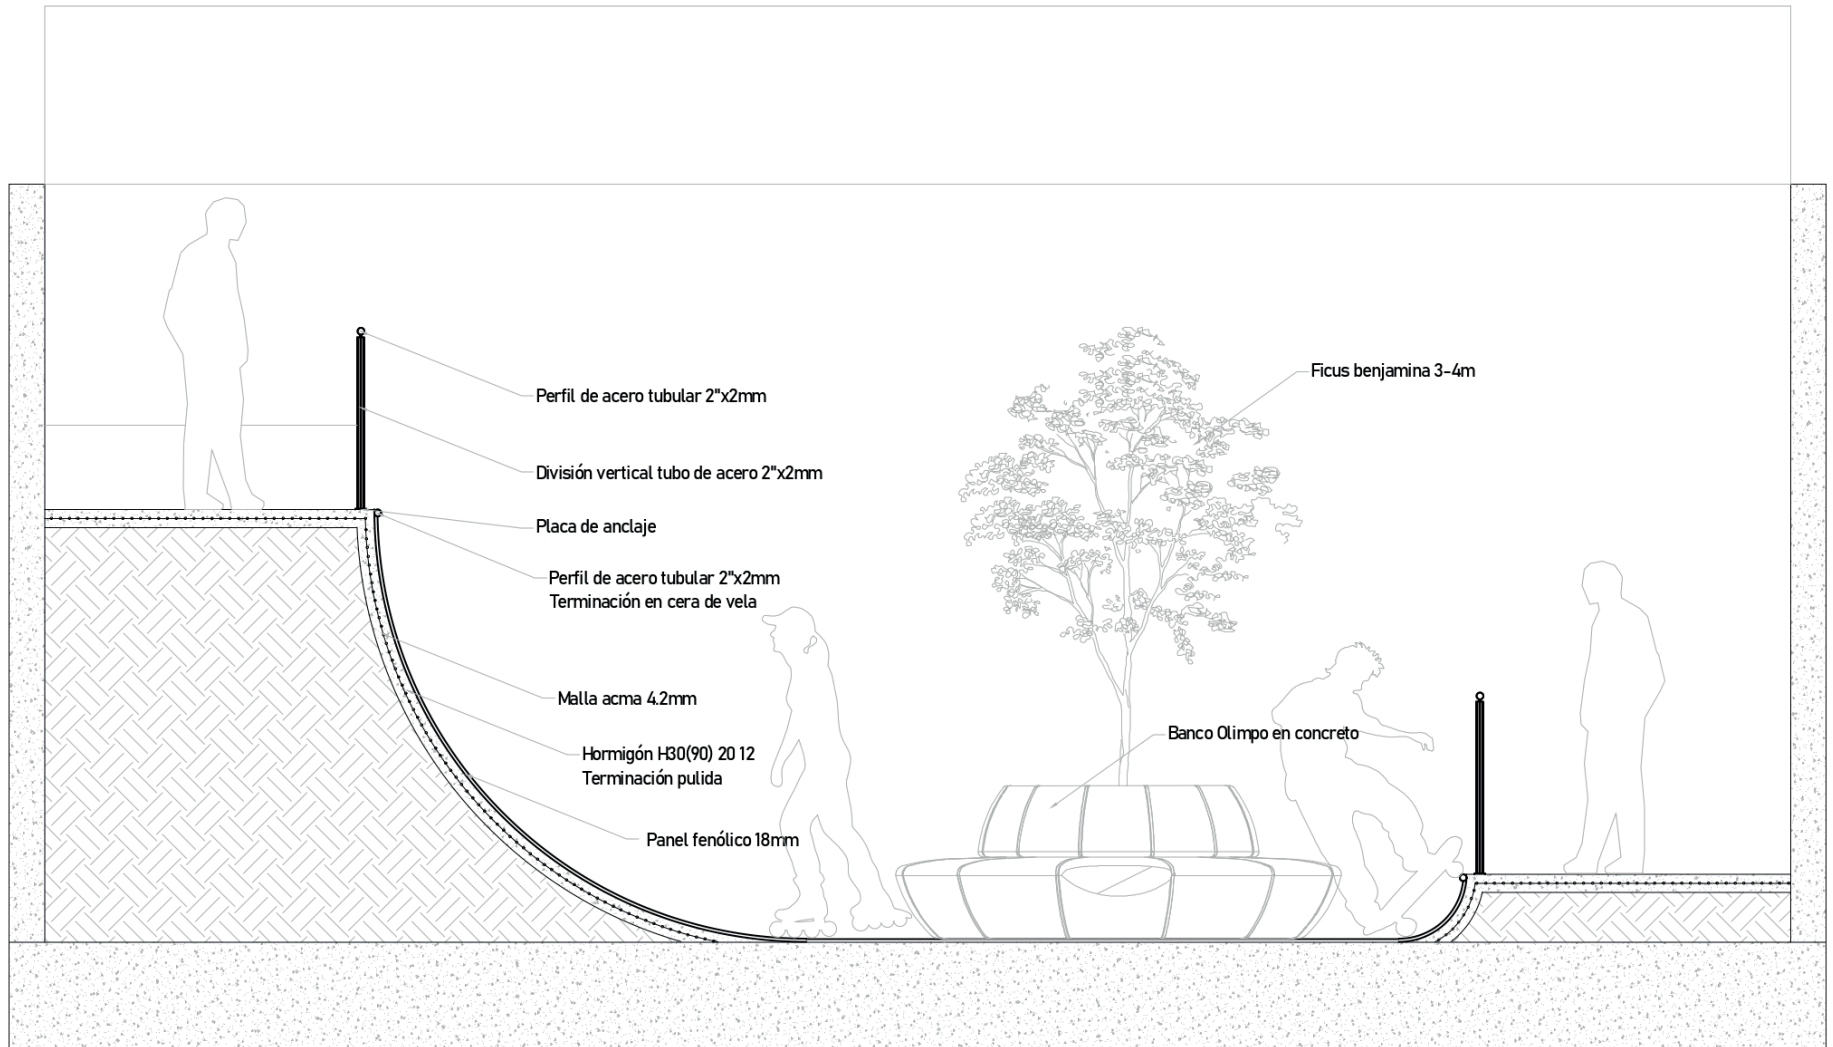 Perfil de acero tubular 2"x2mm
Ficus benjamina 3-4m
División vertical tubo de acero 2"x2mm
Placa de anclaje
Perfil de acero tubular 2"x2mm
Terminación en cera de vela
Malla acma 4.2mm
Hormigón H30(90) 20 12
Terminación pulida
Banco Olimpo en concreto
Panel fenólico 18mm